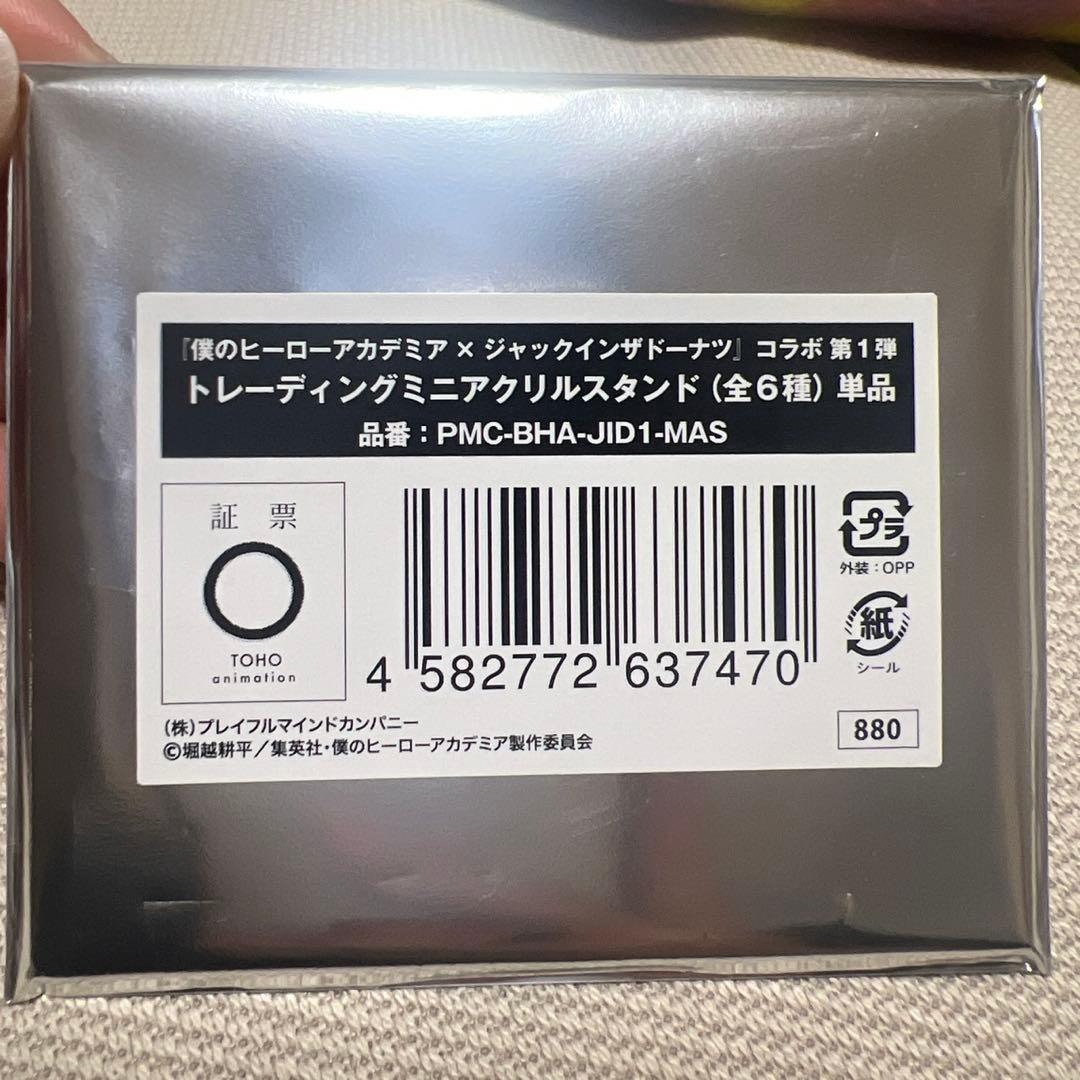 『僕のヒーローアカデミア × ジャックインザドーナツ』 コラボ 第1弾
トレーディングミニアクリルスタンド (全6種) 単品
品番：PMC-BHA-JID1-MAS
証 票
TOHO
animation
4 582772 637470
プラ
外装：OPP
紙
シール
(株)プレイフルマインドカンパニー
©堀越耕平／集英社・僕のヒーローアカデミア製作委員会
880